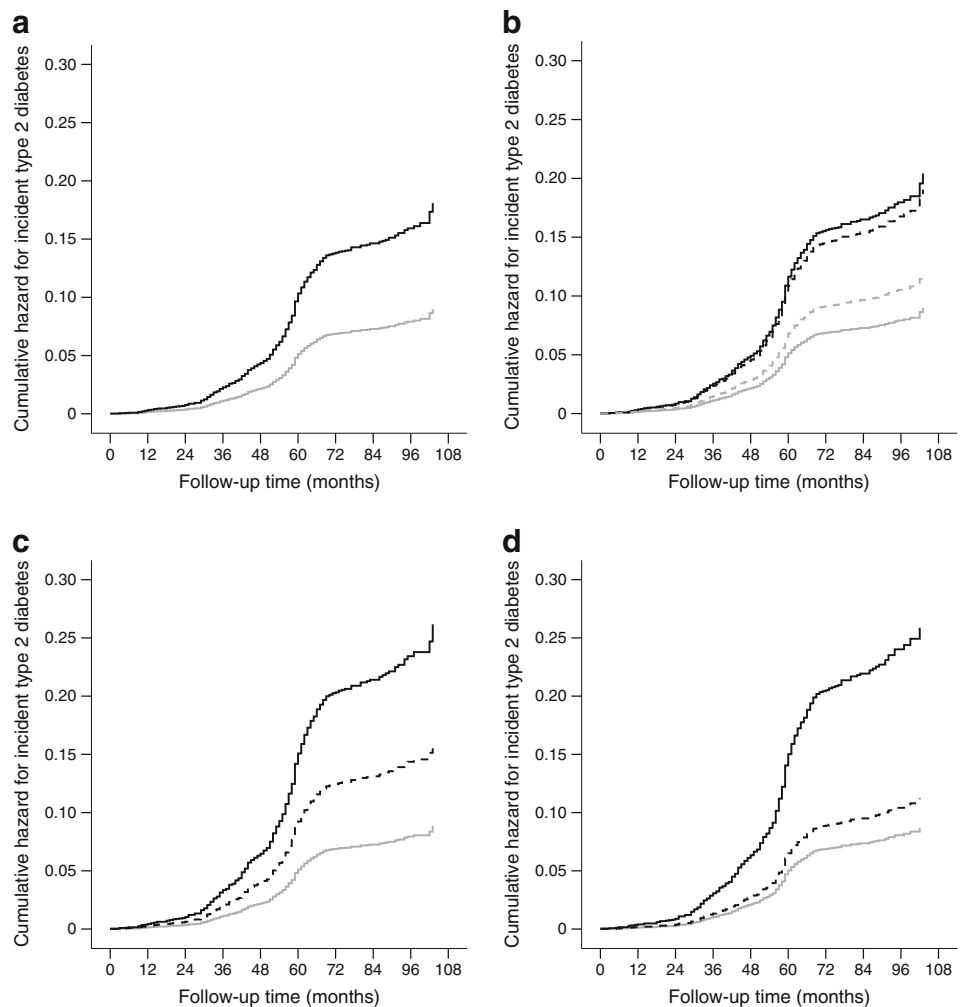 a
Cumulative hazard for incident type 2 diabetes
0.30
0.25
0.20
0.15
0.10
0.05
0
0 12 24 36 48 60 72 84 96 108
Follow-up time (months)
b
Cumulative hazard for incident type 2 diabetes
0.30
0.25
0.20
0.15
0.10
0.05
0
0 12 24 36 48 60 72 84 96 108
Follow-up time (months)
c
Cumulative hazard for incident type 2 diabetes
0.30
0.25
0.20
0.15
0.10
0.05
0
0 12 24 36 48 60 72 84 96 108
Follow-up time (months)
d
Cumulative hazard for incident type 2 diabetes
0.30
0.25
0.20
0.15
0.10
0.05
0
0 12 24 36 48 60 72 84 96 108
Follow-up time (months)